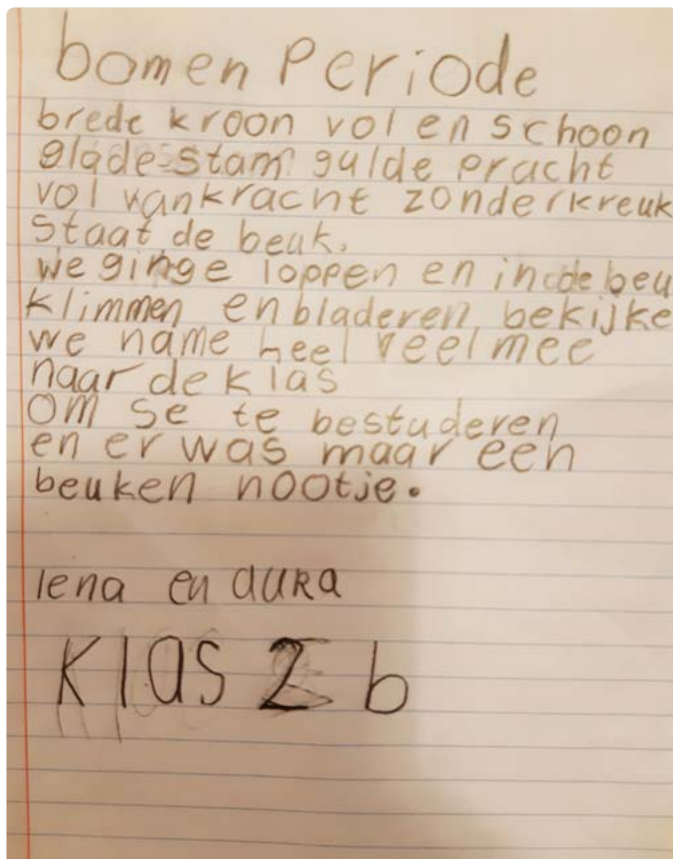 bomen Periode
brede kroon vol en schoon
glade stam gulde pracht
vol van kracht zonder kreuk
staat de beuk.
we ginge loppen en in de beu
klimmen en bladeren bekijke
we name heel veel mee
naar de klas
om se te bestuderen
en er was maar een
beuken nootje.
lena en aura
Klas 2 b